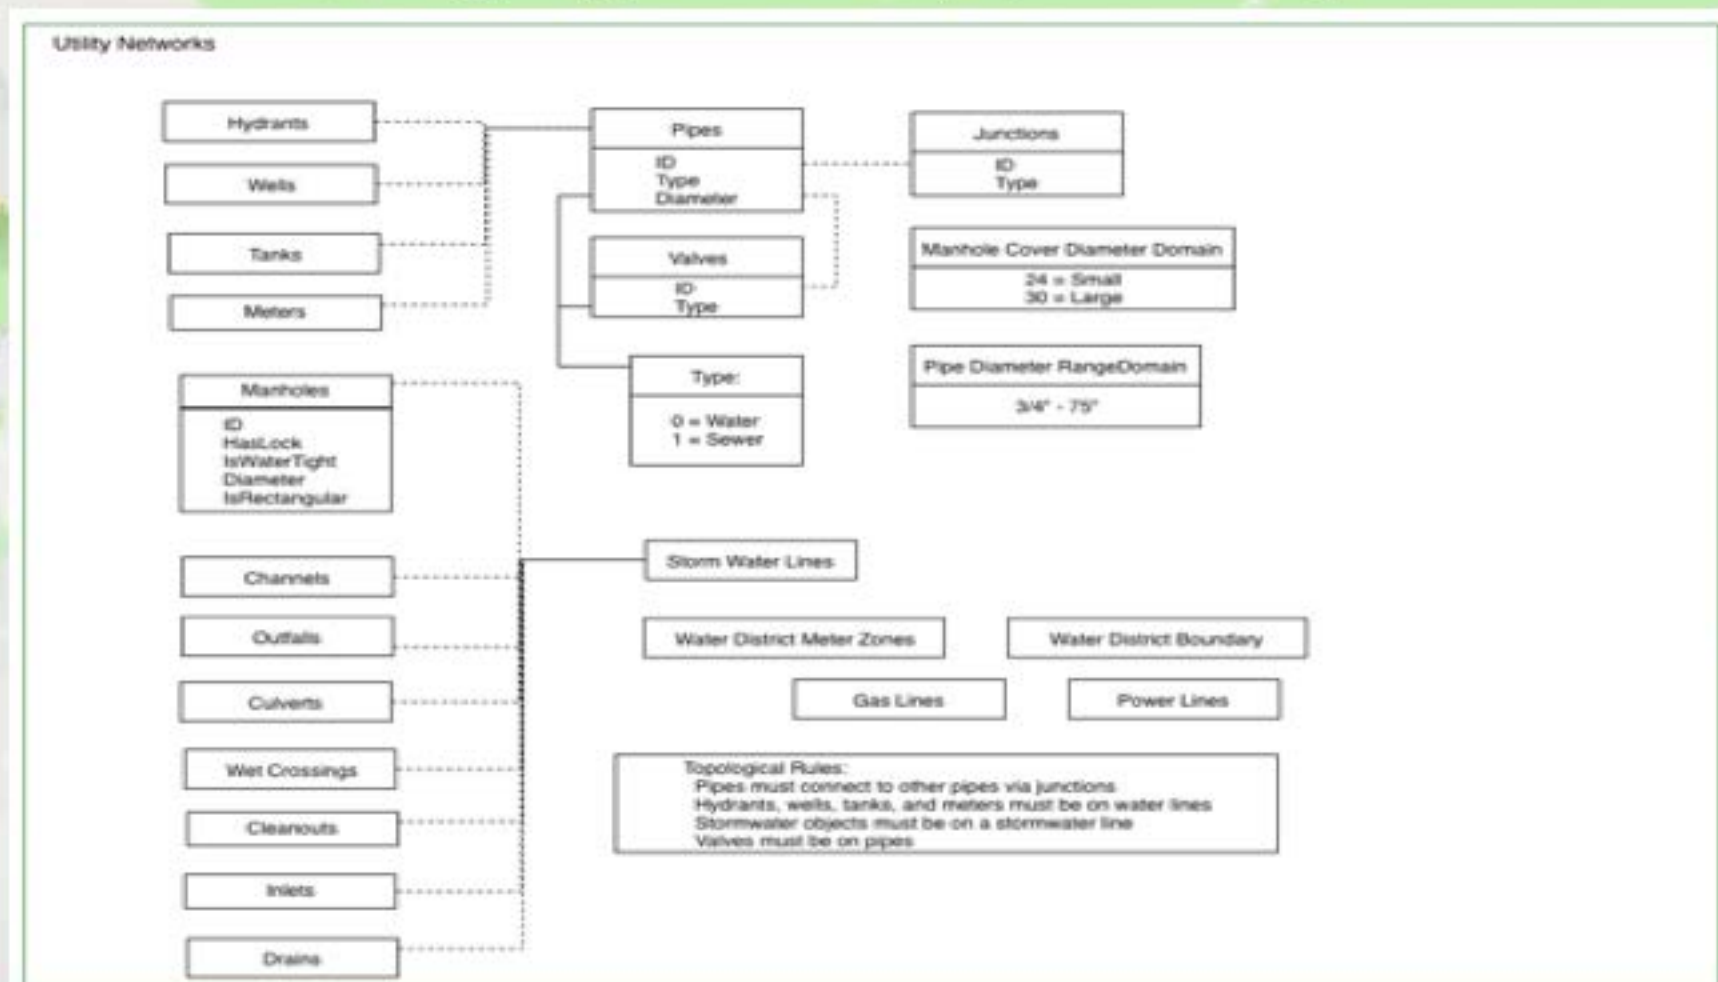 Utility Networks
Hydrants
Wells
Tanks
Meters
Pipes
ID
Type
Diameter
Junctions
ID
Type
Valves
ID
Type
Manhole Cover Diameter Domain
24 = Small
30 = Large
Type:
0 = Water
1 = Sewer
Pipe Diameter RangeDomain
3/4" - 75"
Manholes
ID
HasLock
IsWaterTight
Diameter
IsRectangular
Channels
Outfalls
Culverts
Wet Crossings
Cleanouts
Inlets
Drains
Storm Water Lines
Water District Meter Zones
Water District Boundary
Gas Lines
Power Lines
Topological Rules:
Pipes must connect to other pipes via junctions
Hydrants, wells, tanks, and meters must be on water lines
Stormwater objects must be on a stormwater line
Valves must be on pipes